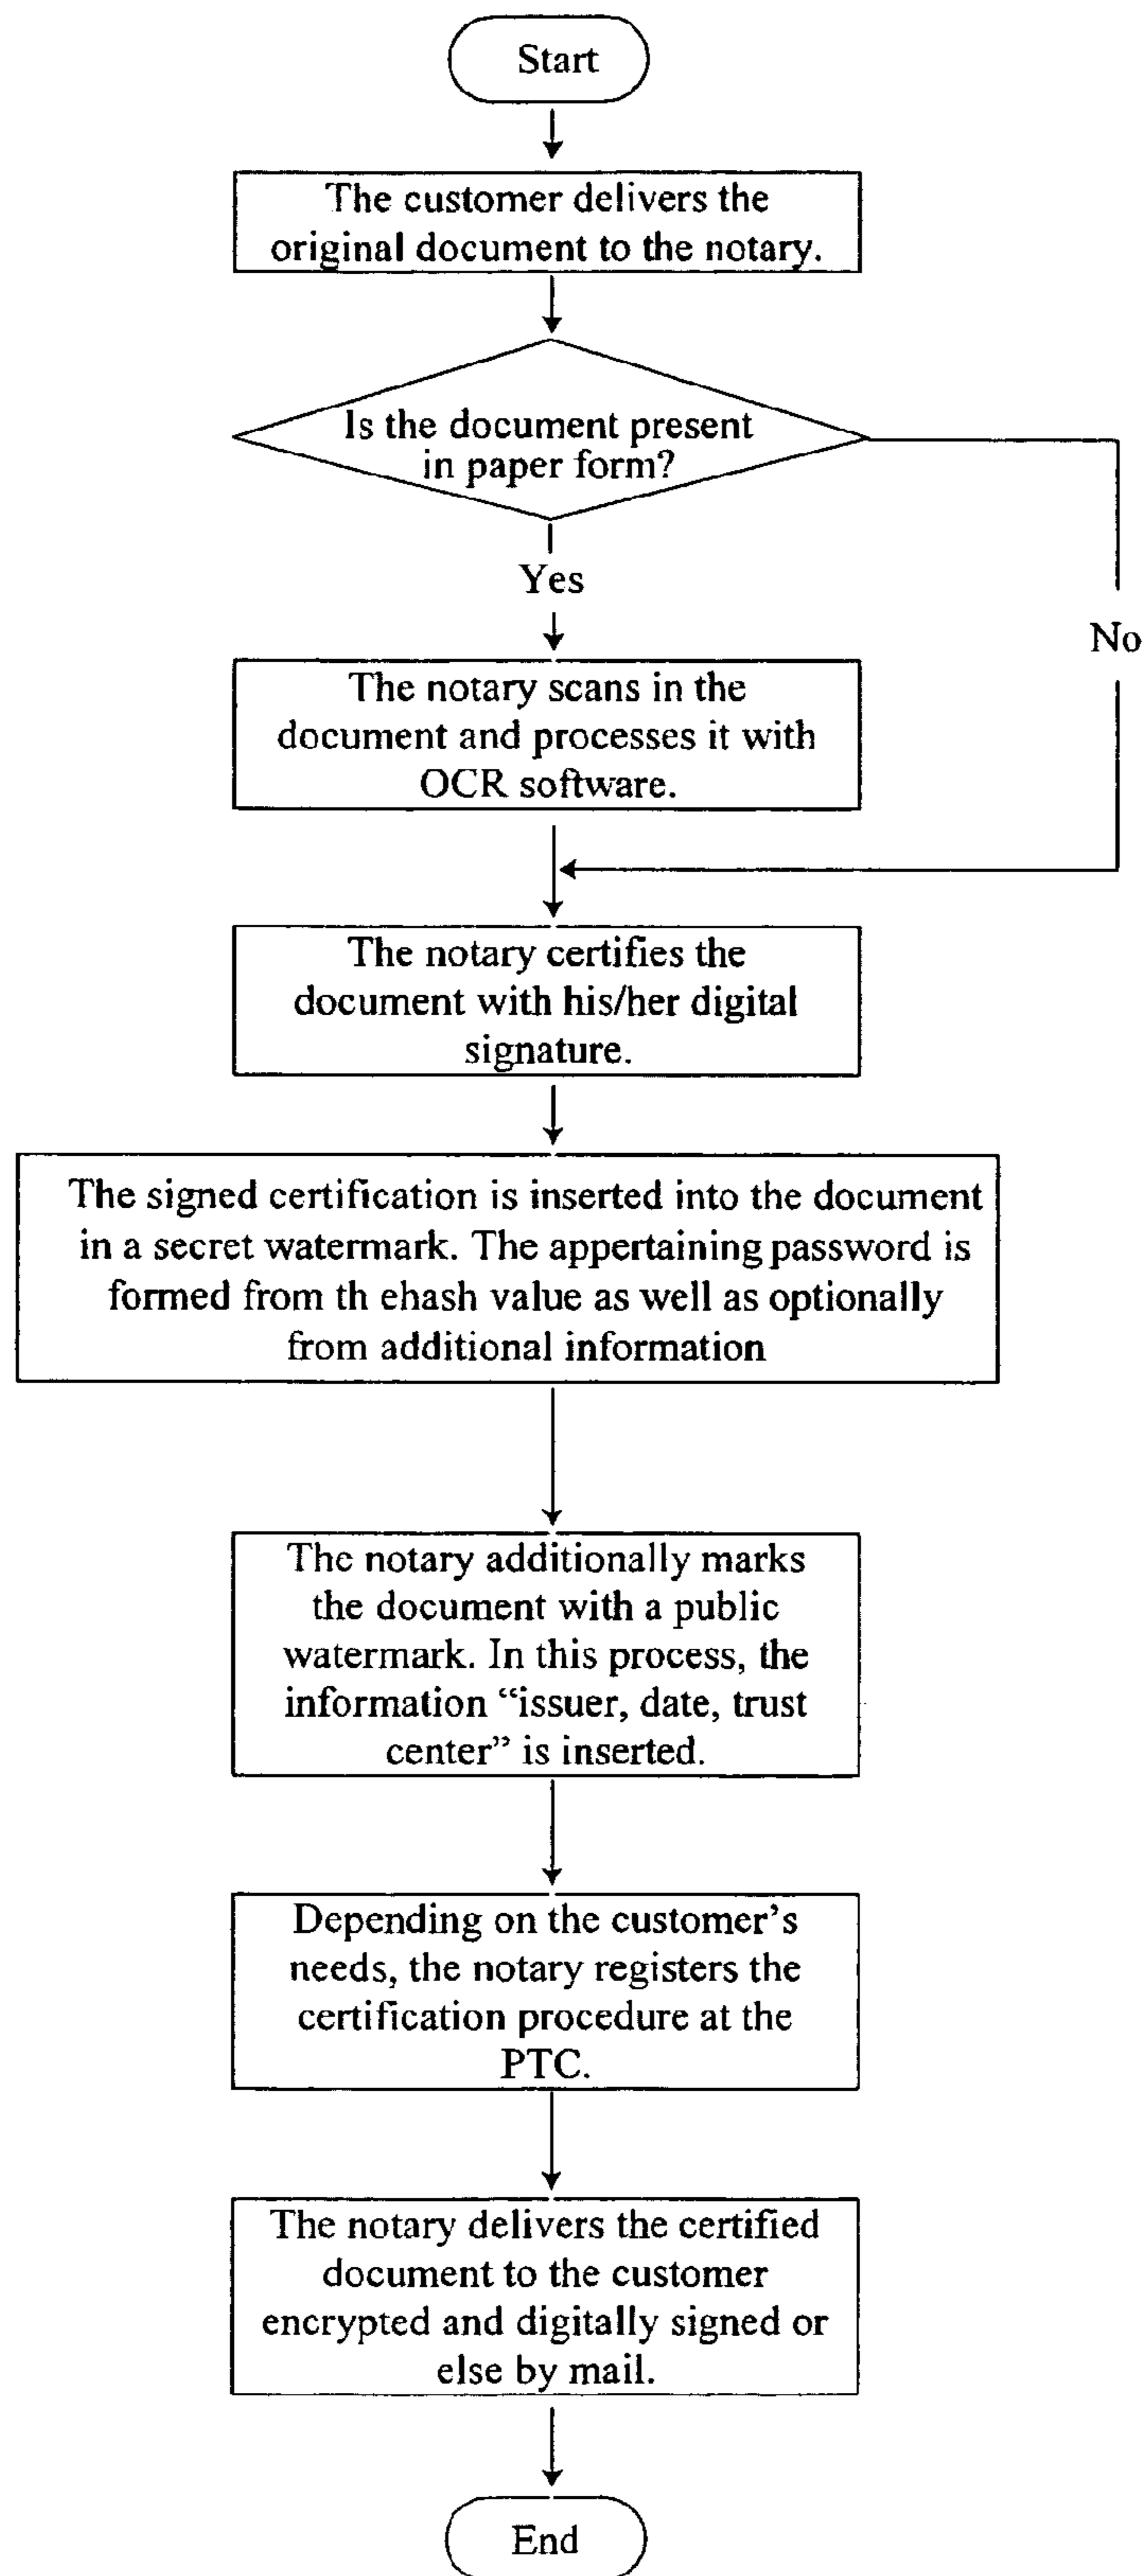 Start
The customer delivers the
original document to the notary.
Is the document present
in paper form?
Yes
No
The notary scans in the
document and processes it with
OCR software.
The notary certifies the
document with his/her digital
signature.
The signed certification is inserted into the document
in a secret watermark. The appertaining password is
formed from th ehash value as well as optionally
from additional information
The notary additionally marks
the document with a public
watermark. In this process, the
information “issuer, date, trust
center” is inserted.
Depending on the customer’s
needs, the notary registers the
certification procedure at the
PTC.
The notary delivers the certified
document to the customer
encrypted and digitally signed or
else by mail.
End